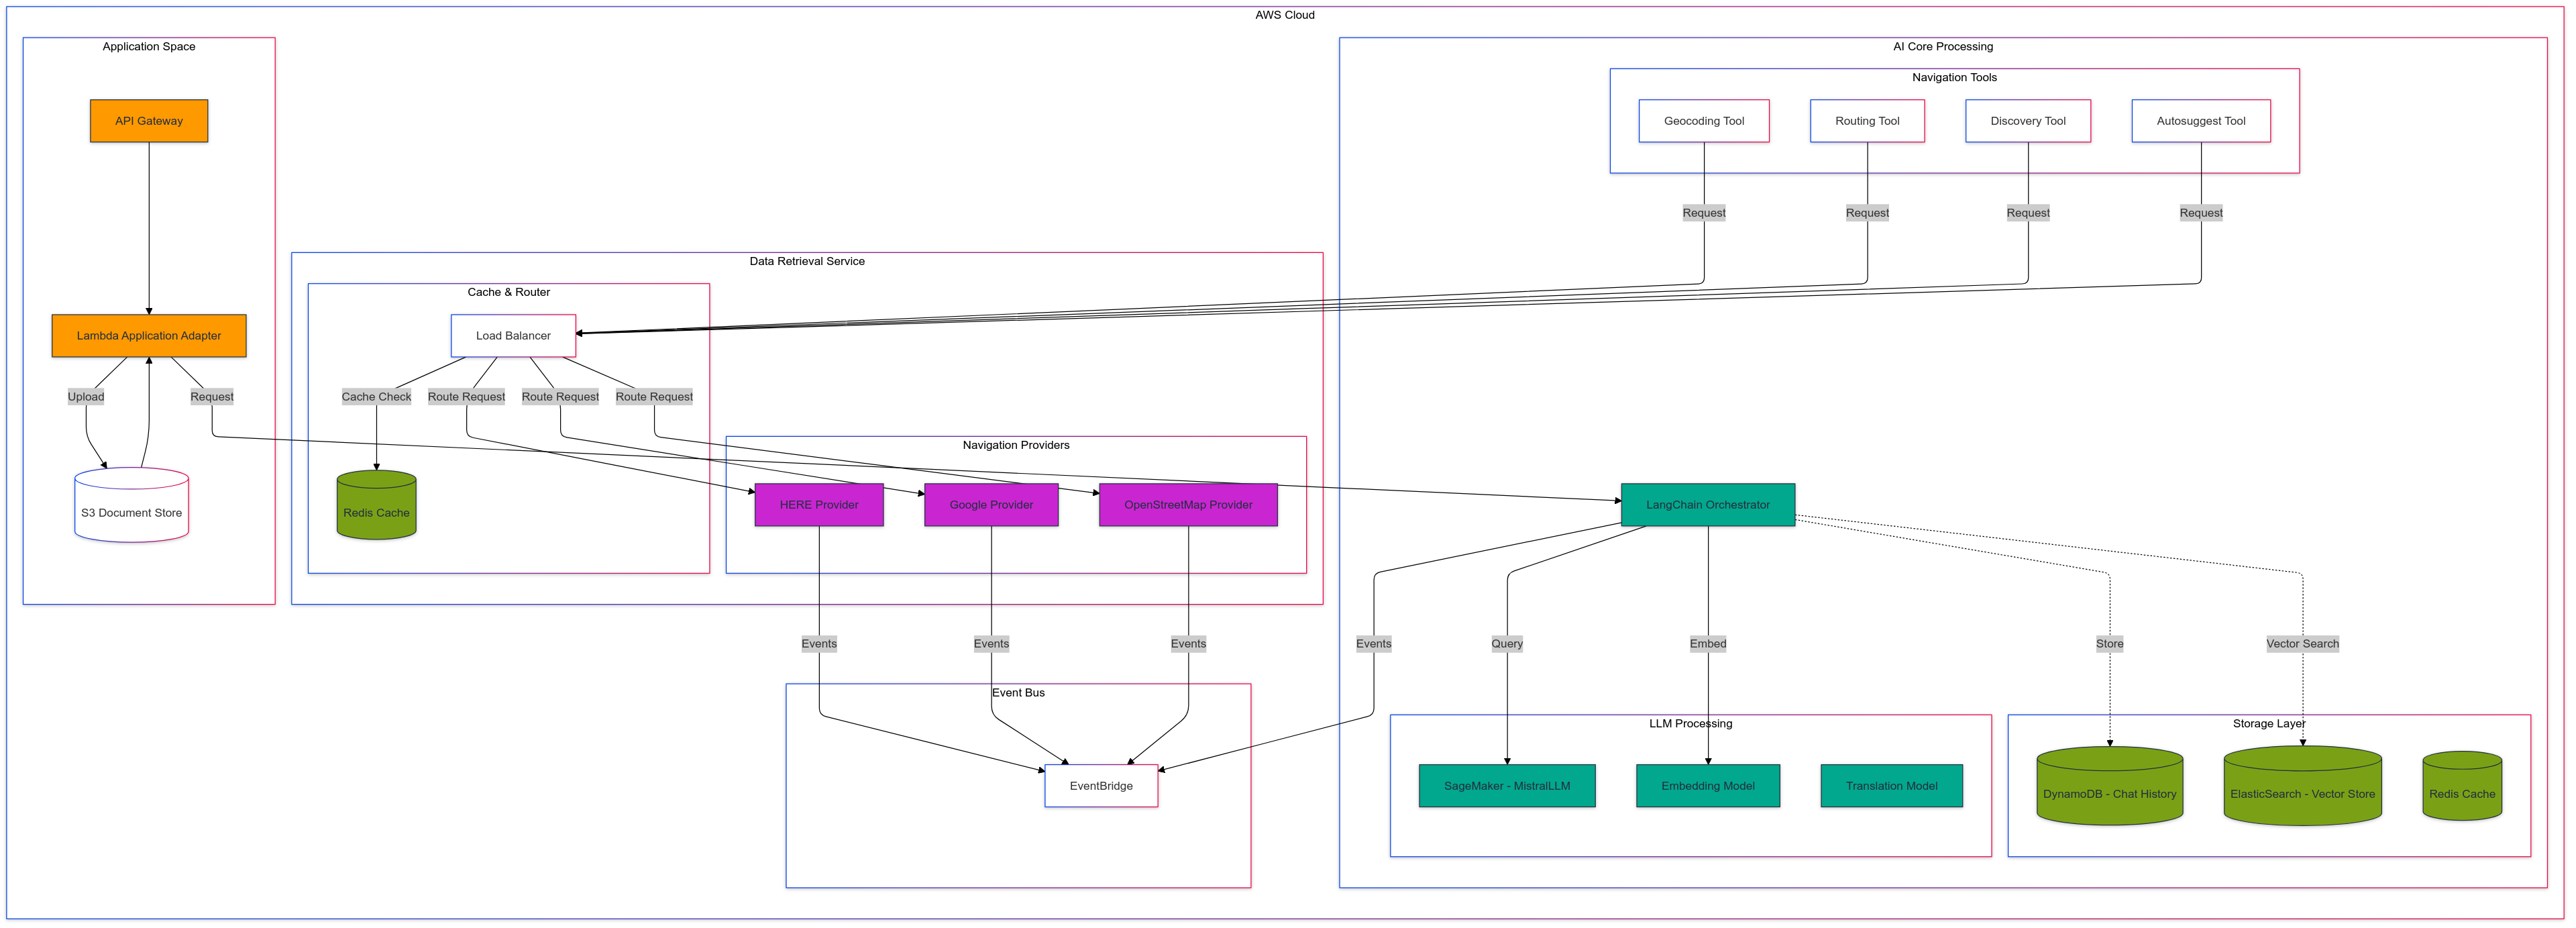 AWS Cloud
Application Space
API Gateway
Lambda Application Adapter
Upload
Request
S3 Document Store
Data Retrieval Service
Cache & Router
Load Balancer
Cache Check
Route Request
Route Request
Route Request
Redis Cache
Navigation Providers
HERE Provider
Google Provider
OpenStreetMap Provider
Events
Events
Events
Event Bus
EventBridge
AI Core Processing
Navigation Tools
Geocoding Tool
Routing Tool
Discovery Tool
Autosuggest Tool
Request
Request
Request
Request
LangChain Orchestrator
Events
Query
Embed
Store
Vector Search
LLM Processing
SageMaker - MistralLLM
Embedding Model
Translation Model
Storage Layer
DynamoDB - Chat History
ElasticSearch - Vector Store
Redis Cache